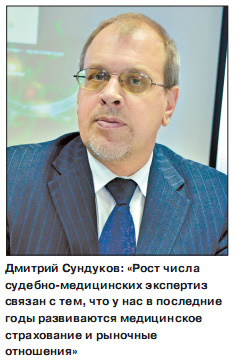 Дмитрий Сундуков: «Рост числа
судебно-медицинских экспертиз
связан с тем, что у нас в последние
годы развиваются медицинское
страхование и рыночные
отношения»